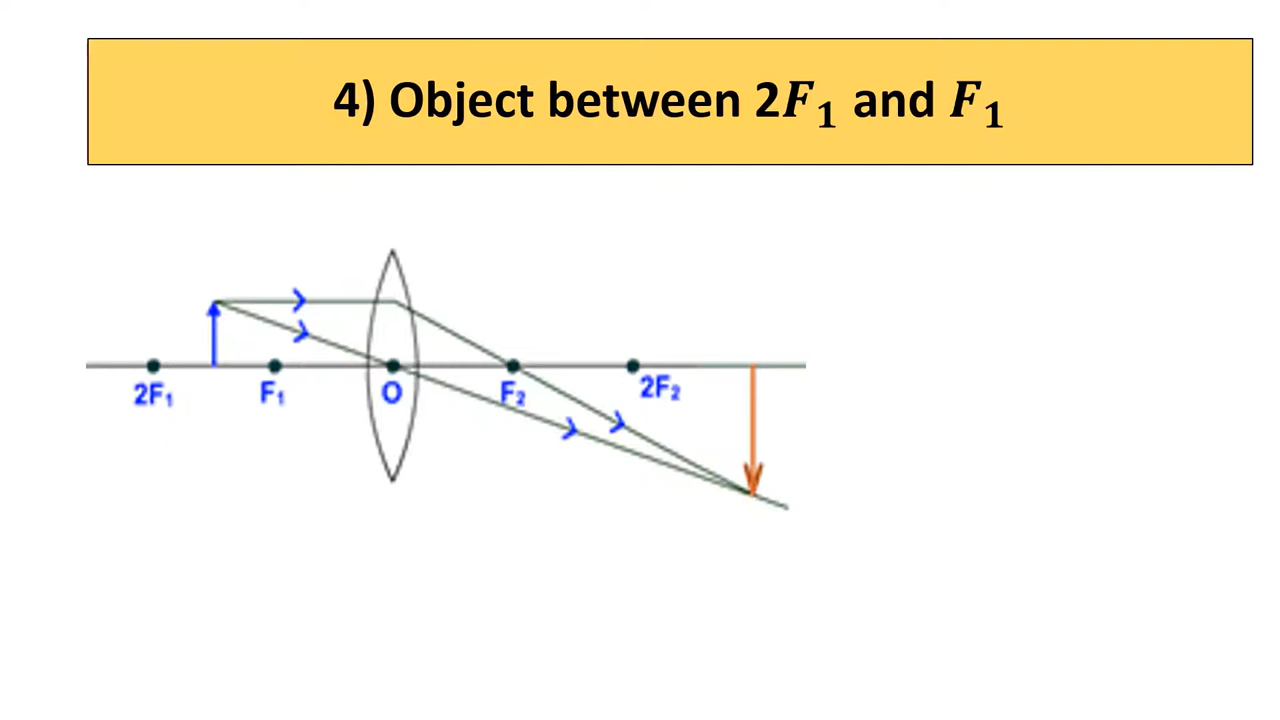 4) Object between 2F₁ and F₁
2F₁ F₁ O F₂ 2F₂